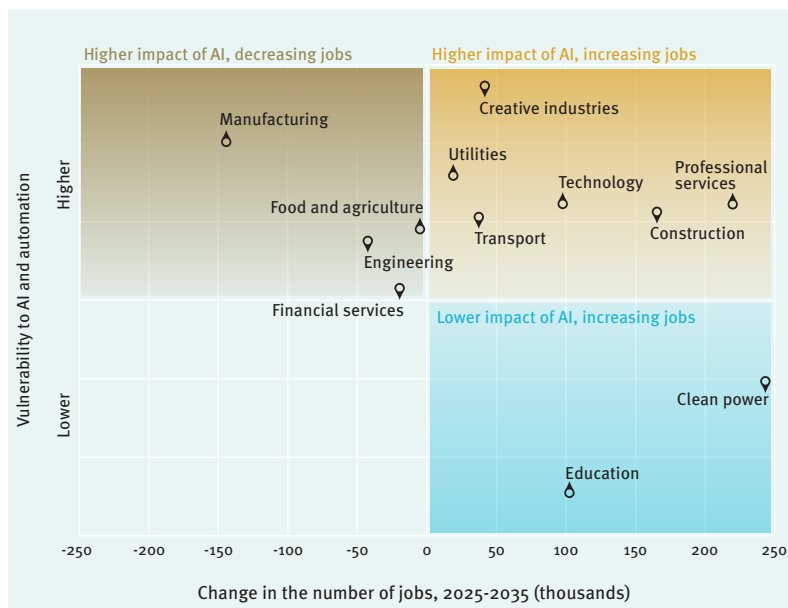 Higher impact of AI, decreasing jobs
Higher impact of AI, increasing jobs
Creative industries
Manufacturing
Utilities
Technology
Professional
services
Food and agriculture
Transport
Construction
Engineering
Financial services
Lower impact of AI, increasing jobs
Clean power
Education
Vulnerability to AI and automation
Higher
Lower
-250 -200 -150 -100 -50 0 50 100 150 200 250
Change in the number of jobs, 2025-2035 (thousands)